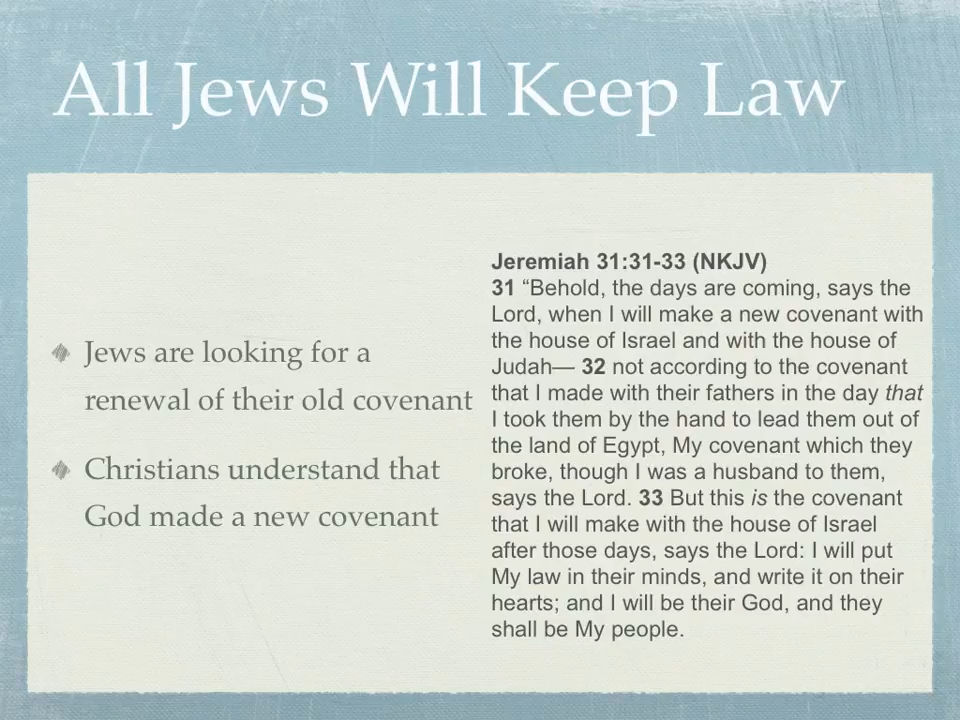 All Jews Will Keep Law
Jews are looking for a
renewal of their old covenant
Christians understand that
God made a new covenant
Jeremiah 31:31-33 (NKJV)
31 “Behold, the days are coming, says the
Lord, when I will make a new covenant with
the house of Israel and with the house of
Judah— 32 not according to the covenant
that I made with their fathers in the day that
I took them by the hand to lead them out of
the land of Egypt, My covenant which they
broke, though I was a husband to them,
says the Lord. 33 But this is the covenant
that I will make with the house of Israel
after those days, says the Lord: I will put
My law in their minds, and write it on their
hearts; and I will be their God, and they
shall be My people.